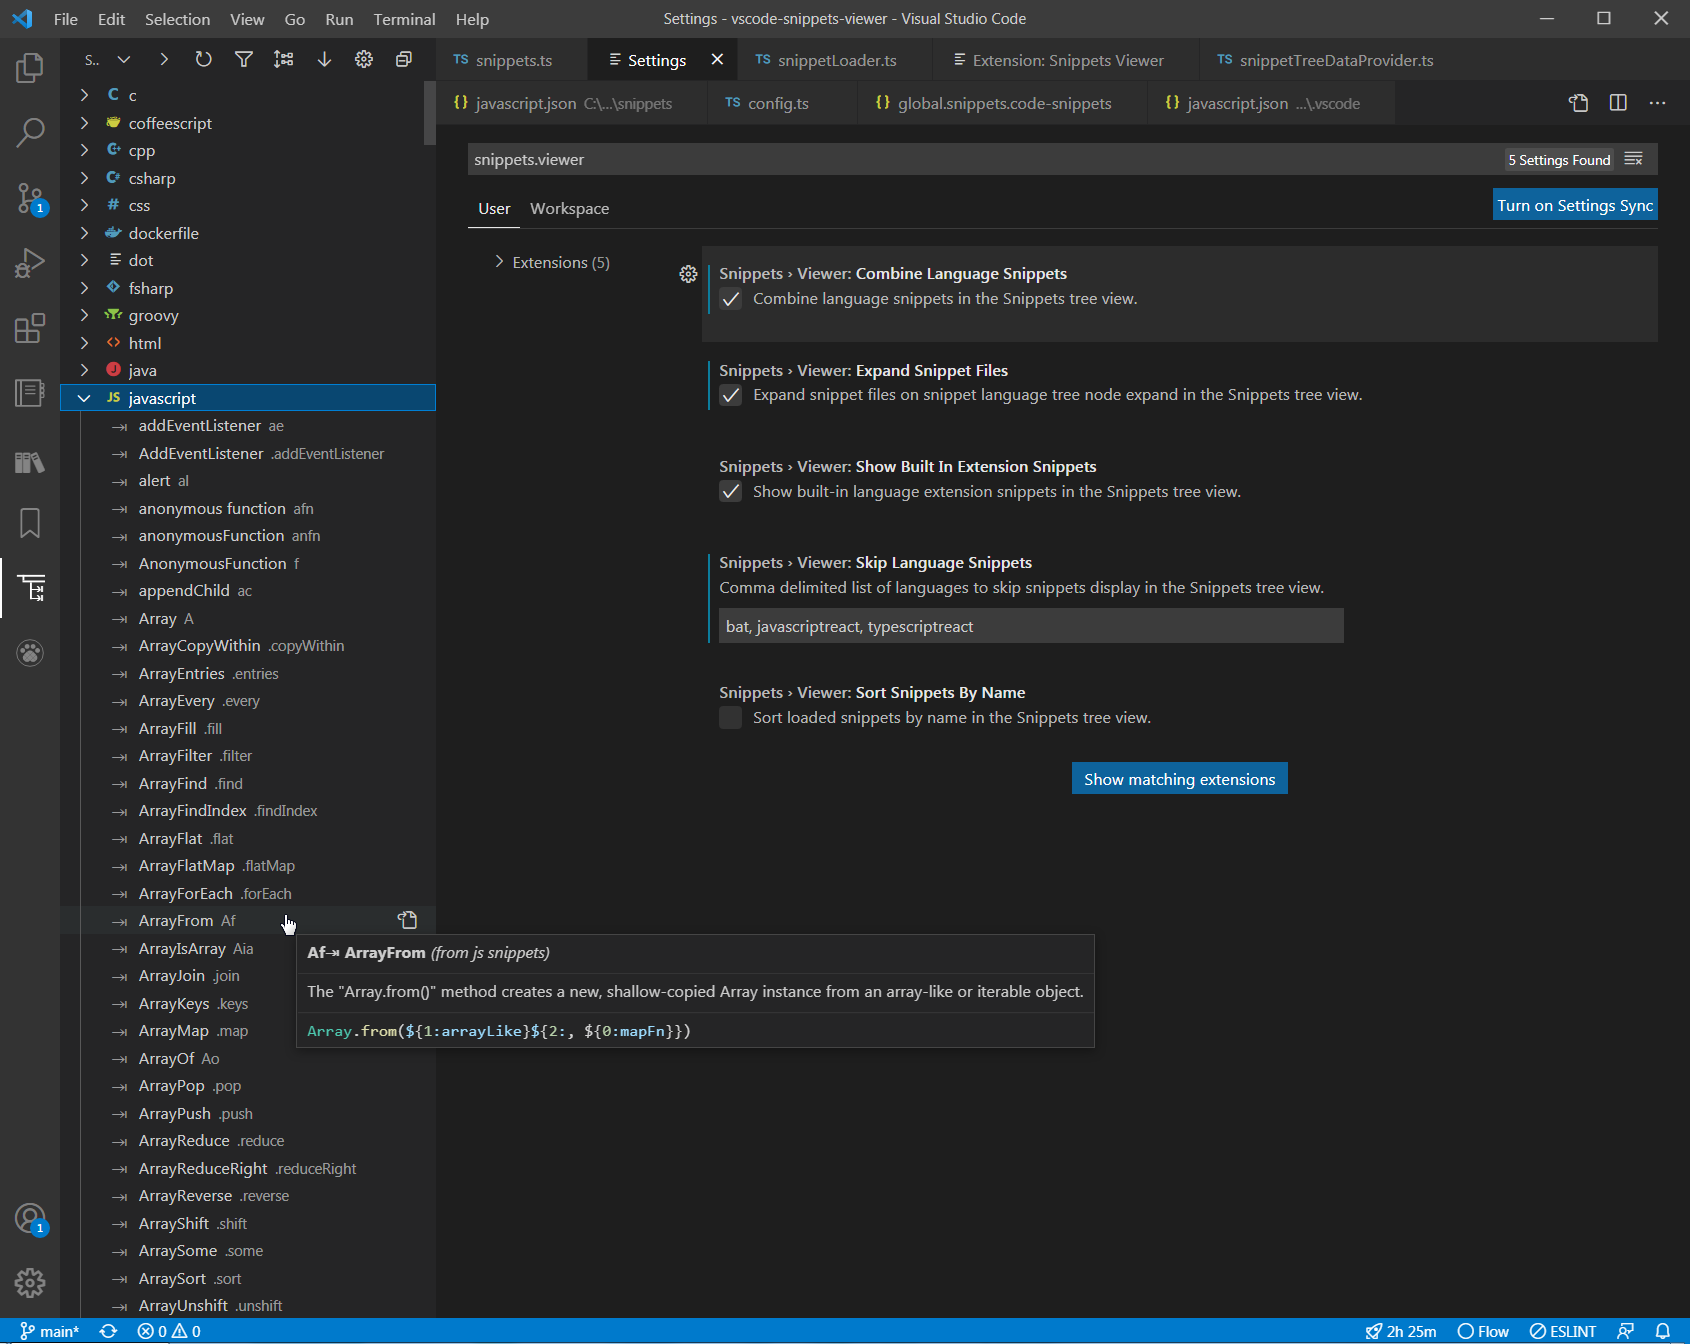 File Edit Selection View Go Run Terminal Help
Settings - vscode-snippets-viewer - Visual Studio Code
S..
TS snippets.ts
Settings
TS snippetLoader.ts
Extension: Snippets Viewer
TS snippetTreeDataProvider.ts
{} javascript.json C:\...\snippets
TS config.ts
{} global.snippets.code-snippets
{} javascript.json ...\.vscode
C c
coffeescript
cpp
csharp
# css
dockerfile
dot
fsharp
groovy
<> html
J java
JS javascript
addEventListener ae
AddEventListener .addEventListener
alert al
anonymous function afn
anonymousFunction anfn
AnonymousFunction f
appendChild ac
Array A
ArrayCopyWithin .copyWithin
ArrayEntries .entries
ArrayEvery .every
ArrayFill .fill
ArrayFilter .filter
ArrayFind .find
ArrayFindIndex .findIndex
ArrayFlat .flat
ArrayFlatMap .flatMap
ArrayForEach .forEach
ArrayFrom Af
ArrayIsArray Aia
ArrayJoin .join
ArrayKeys .keys
ArrayMap .map
ArrayOf Ao
ArrayPop .pop
ArrayPush .push
ArrayReduce .reduce
ArrayReduceRight .reduceRight
ArrayReverse .reverse
ArrayShift .shift
ArraySome .some
ArraySort .sort
ArrayUnshift .unshift
1
1
snippets.viewer
5 Settings Found
User Workspace
Turn on Settings Sync
Extensions (5)
Snippets › Viewer: Combine Language Snippets
Combine language snippets in the Snippets tree view.
Snippets › Viewer: Expand Snippet Files
Expand snippet files on snippet language tree node expand in the Snippets tree view.
Snippets › Viewer: Show Built In Extension Snippets
Show built-in language extension snippets in the Snippets tree view.
Snippets › Viewer: Skip Language Snippets
Comma delimited list of languages to skip snippets display in the Snippets tree view.
bat, javascriptreact, typescriptreact
Snippets › Viewer: Sort Snippets By Name
Sort loaded snippets by name in the Snippets tree view.
Show matching extensions
Af⇥ ArrayFrom (from js snippets)
The "Array.from()" method creates a new, shallow-copied Array instance from an array-like or iterable object.
Array.from(${1:arrayLike}${2:, ${0:mapFn}})
main* 0 0
2h 25m Flow ESLINT